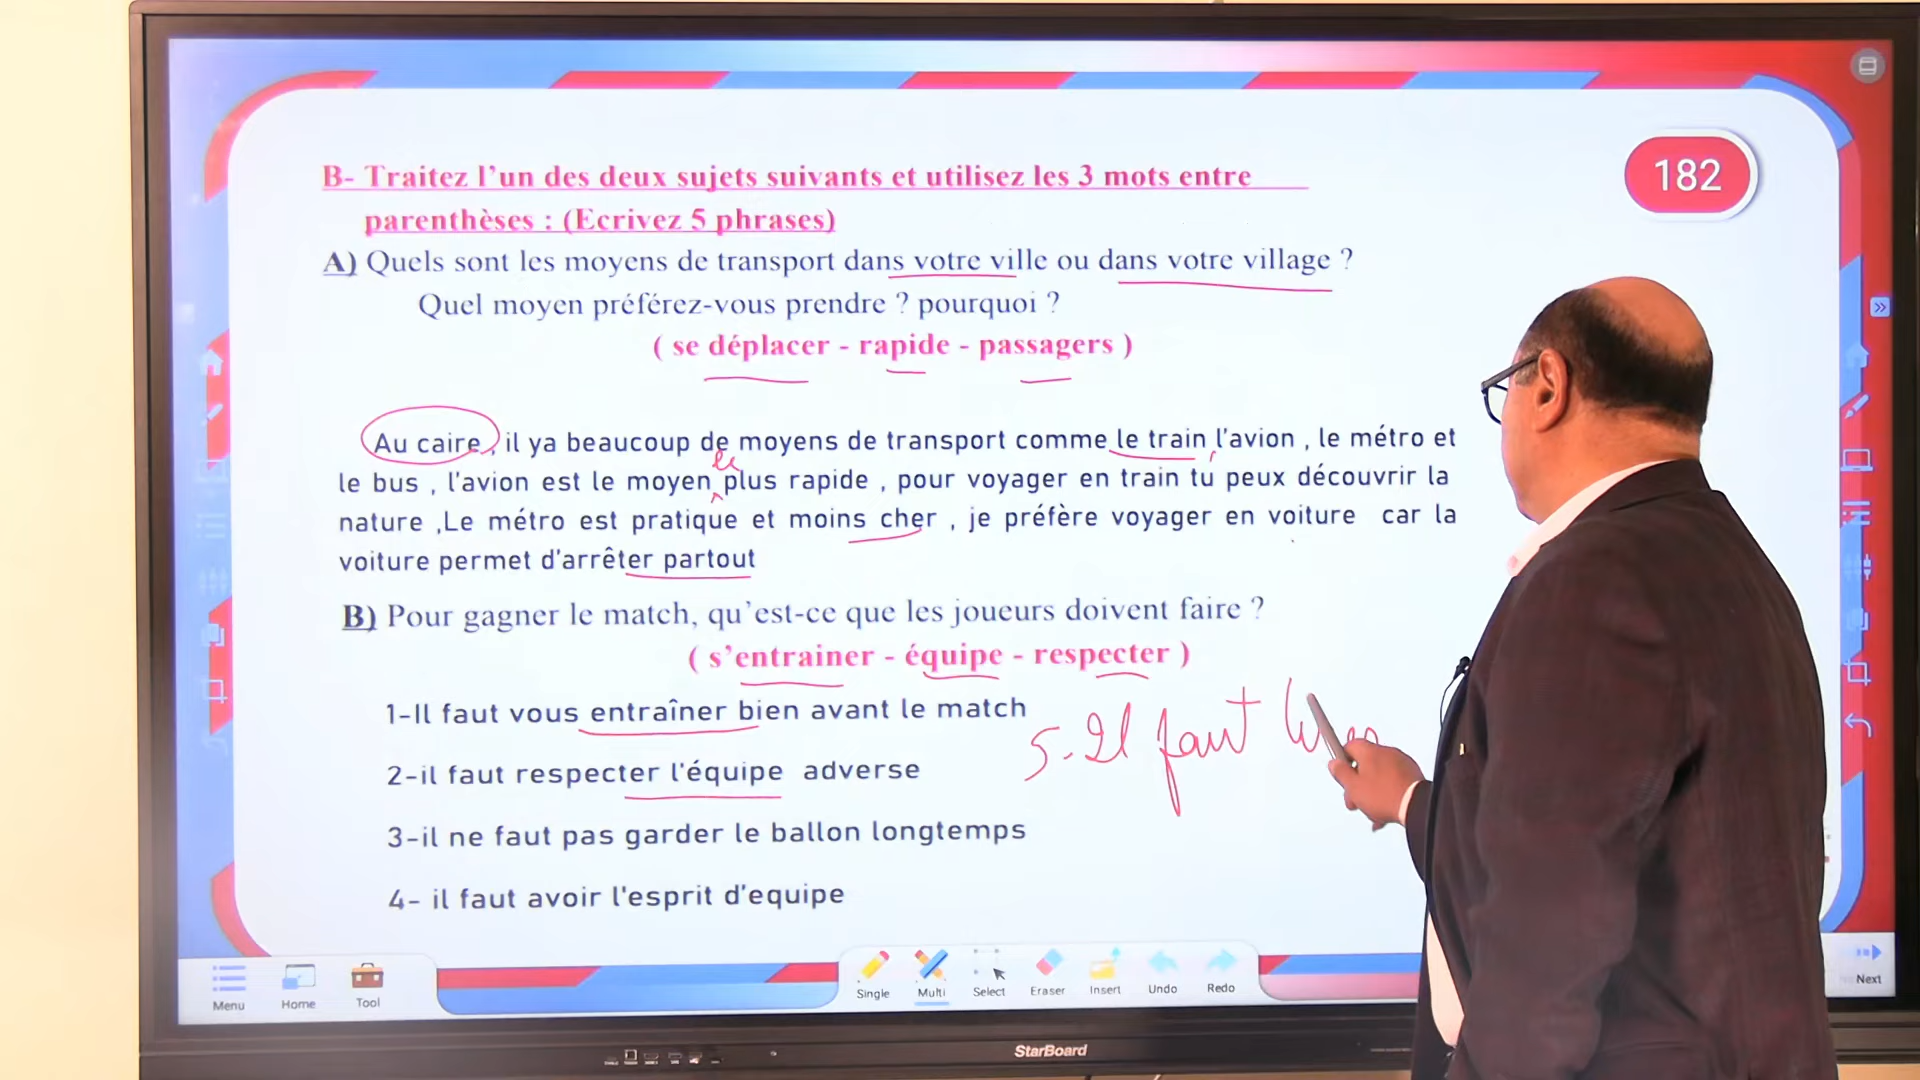 182
B- Traitez l'un des deux sujets suivants et utilisez les 3 mots entre
parenthèses : (Ecrivez 5 phrases)
A) Quels sont les moyens de transport dans votre ville ou dans votre village ?
Quel moyen préférez-vous prendre ? pourquoi ?
( se déplacer - rapide - passagers )
Au caire , il ya beaucoup de moyens de transport comme le train l'avion , le métro et
le
le bus , l'avion est le moyen plus rapide , pour voyager en train tu peux découvrir la
nature ,Le métro est pratique et moins cher , je préfère voyager en voiture car la
voiture permet d'arrêter partout
B) Pour gagner le match, qu'est-ce que les joueurs doivent faire ?
( s'entrainer - équipe - respecter )
1-Il faut vous entraîner bien avant le match
5. Il faut
2-il faut respecter l'équipe adverse
3-il ne faut pas garder le ballon longtemps
4- il faut avoir l'esprit d'equipe
Menu Home Tool Single Multi Select Eraser Insert Undo Redo Next
StarBoard